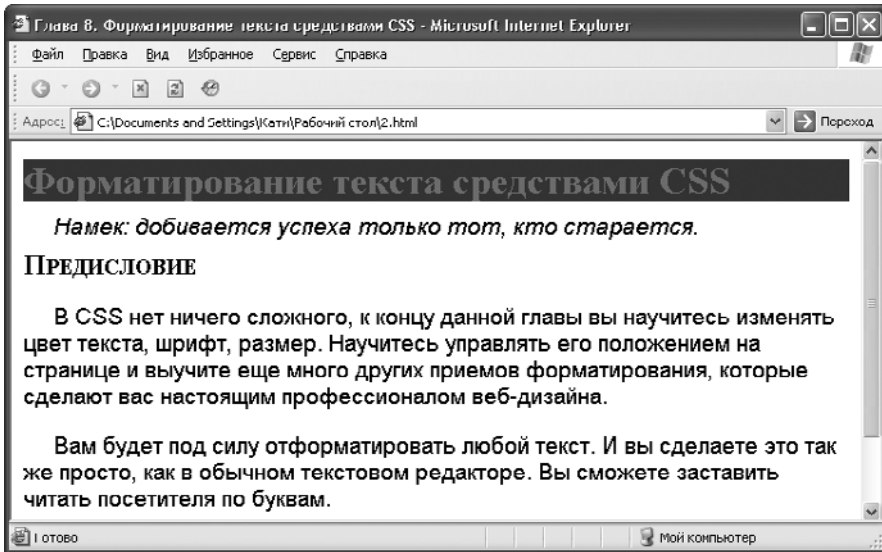 Глава 8. Форматирование текста средствами CSS - Microsoft Internet Explorer
Файл Правка Вид Избранное Сервис Справка
Адрес: C:\Documents and Settings\Катя\Рабочий стол\2.html Переход
Форматирование текста средствами CSS
Намек: добивается успеха только тот, кто старается.
Предисловие
В CSS нет ничего сложного, к концу данной главы вы научитесь изменять
цвет текста, шрифт, размер. Научитесь управлять его положением на
странице и выучите еще много других приемов форматирования, которые
сделают вас настоящим профессионалом веб-дизайна.
Вам будет под силу отформатировать любой текст. И вы сделаете это так
же просто, как в обычном текстовом редакторе. Вы сможете заставить
читать посетителя по буквам.
Готово Мой компьютер